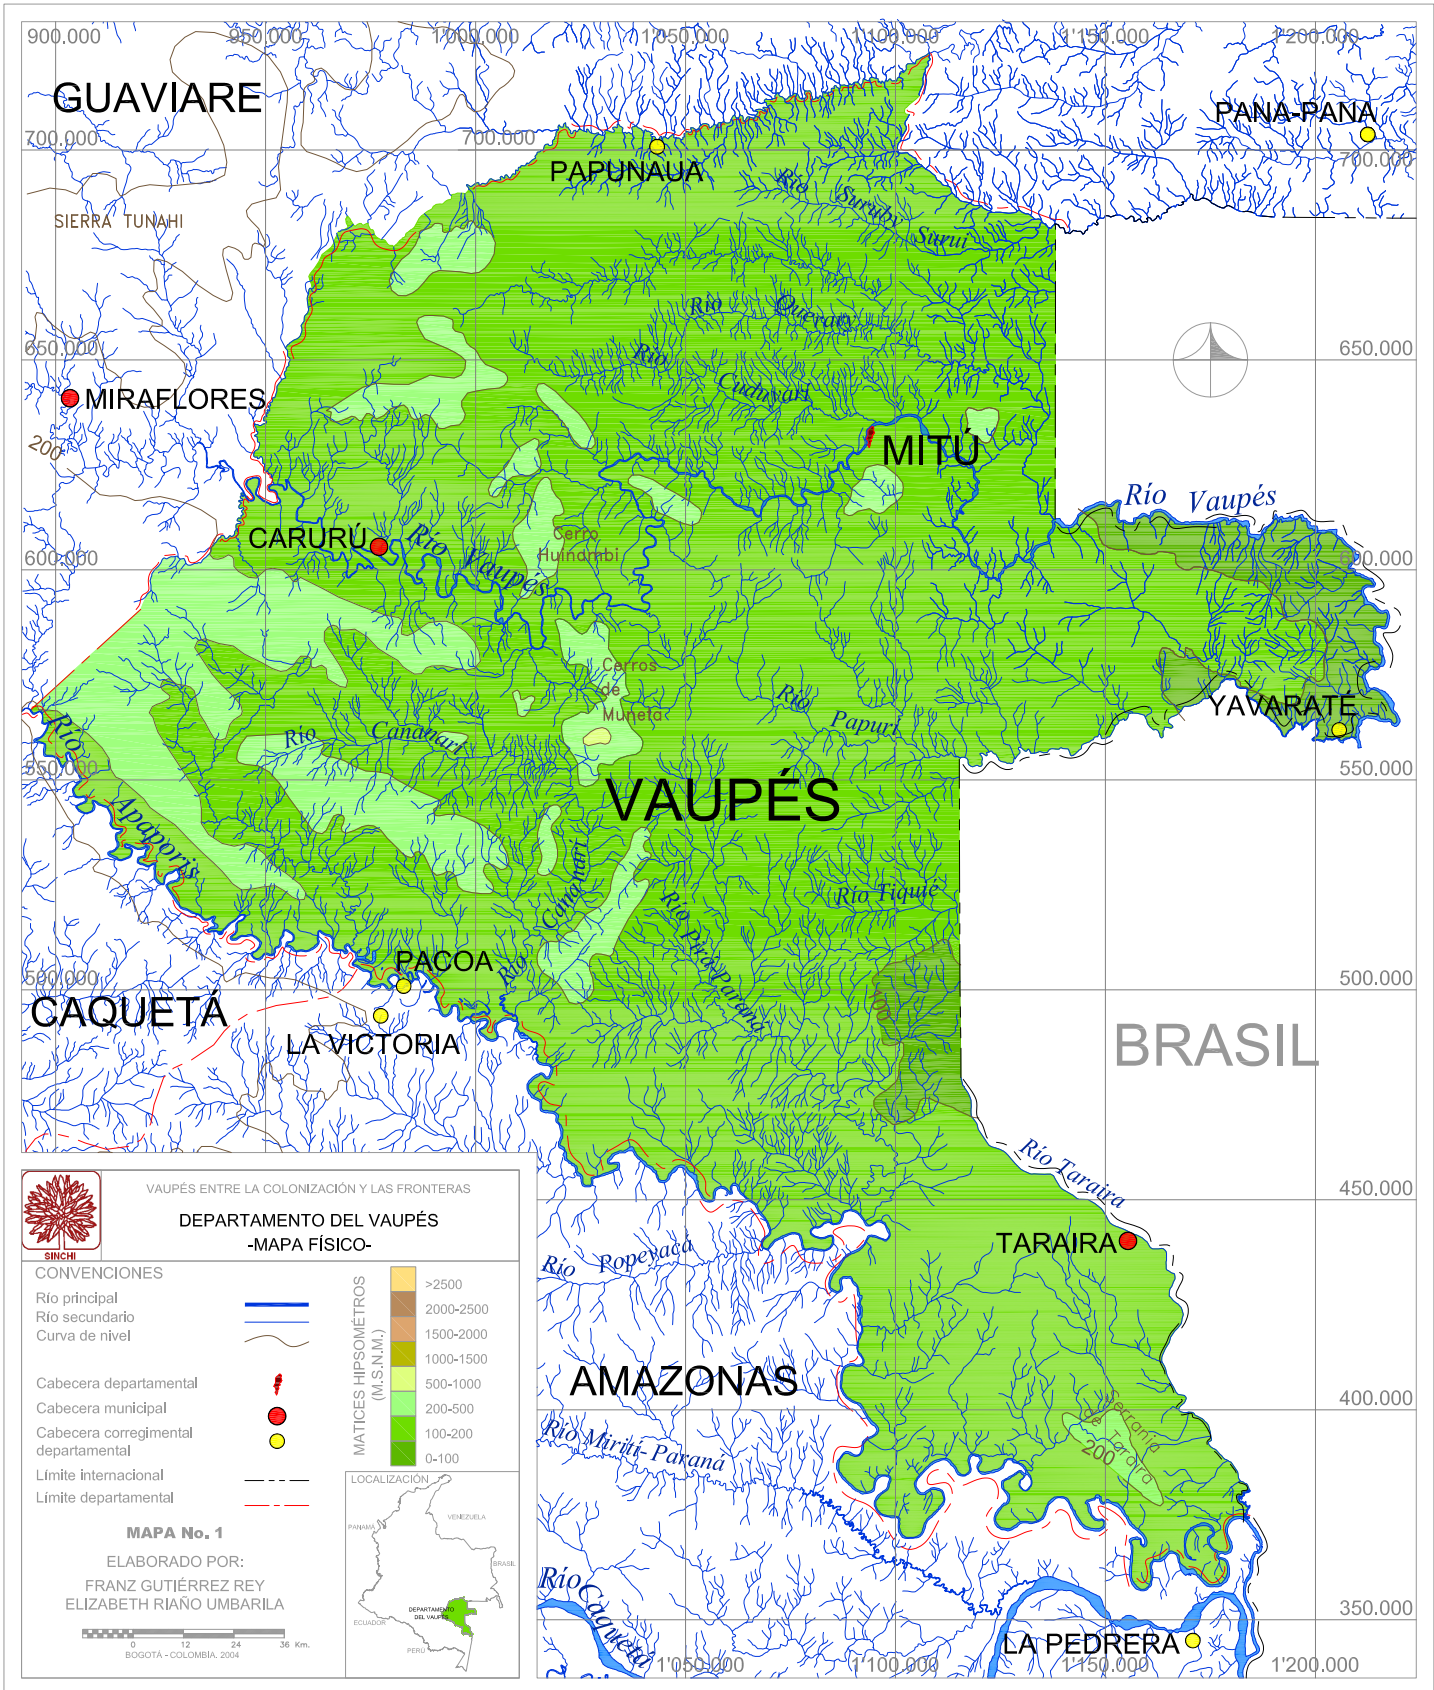 900.000
950.000
1'000.000
1'050.000
1'100.000
1'150.000
1'200.000
GUAVIARE
PANA-PANA
700.000
700.000
700.000
PAPUNAUA
Río Surubí Suruí
SIERRA TUNAHI
Río Querary
650.000
650.000
Río Cuduyarí
MIRAFLORES
200
MITÚ
Río Vaupés
CARURÚ
Río Vaupés
Cerro
Huinambi
600.000
600.000
Cerros
de
Muneta
Río Papurí
YAVARATÉ
Río Cananarí
Río Apaporis
550.000
550.000
VAUPÉS
Río Cananarí
Río Tiquié
Río Pirá-Paraná
PACOA
500.000
500.000
CAQUETÁ
LA VICTORIA
100
BRASIL
Río Taraira
450.000
TARAIRA
Río Popeyacá
AMAZONAS
400.000
Serranía
de Taraira
200
Río Mirití-Paraná
Río Caquetá
350.000
LA PEDRERA
1'050.000
1'100.000
1'150.000
1'200.000
SINCHI
VAUPÉS ENTRE LA COLONIZACIÓN Y LAS FRONTERAS
DEPARTAMENTO DEL VAUPÉS
-MAPA FÍSICO-
CONVENCIONES
Río principal
Río secundario
Curva de nivel
Cabecera departamental
Cabecera municipal
Cabecera corregimental
departamental
Límite internacional
Límite departamental
MATICES HIPSOMÉTROS
(M.S.N.M.)
>2500
2000-2500
1500-2000
1000-1500
500-1000
200-500
100-200
0-100
MAPA No. 1
ELABORADO POR:
FRANZ GUTIÉRREZ REY
ELIZABETH RIAÑO UMBARILA
0 12 24 36 Km.
BOGOTÁ - COLOMBIA. 2004
LOCALIZACIÓN
PANAMÁ
VENEZUELA
BRASIL
DEPARTAMENTO
DEL VAUPÉS
ECUADOR
PERÚ